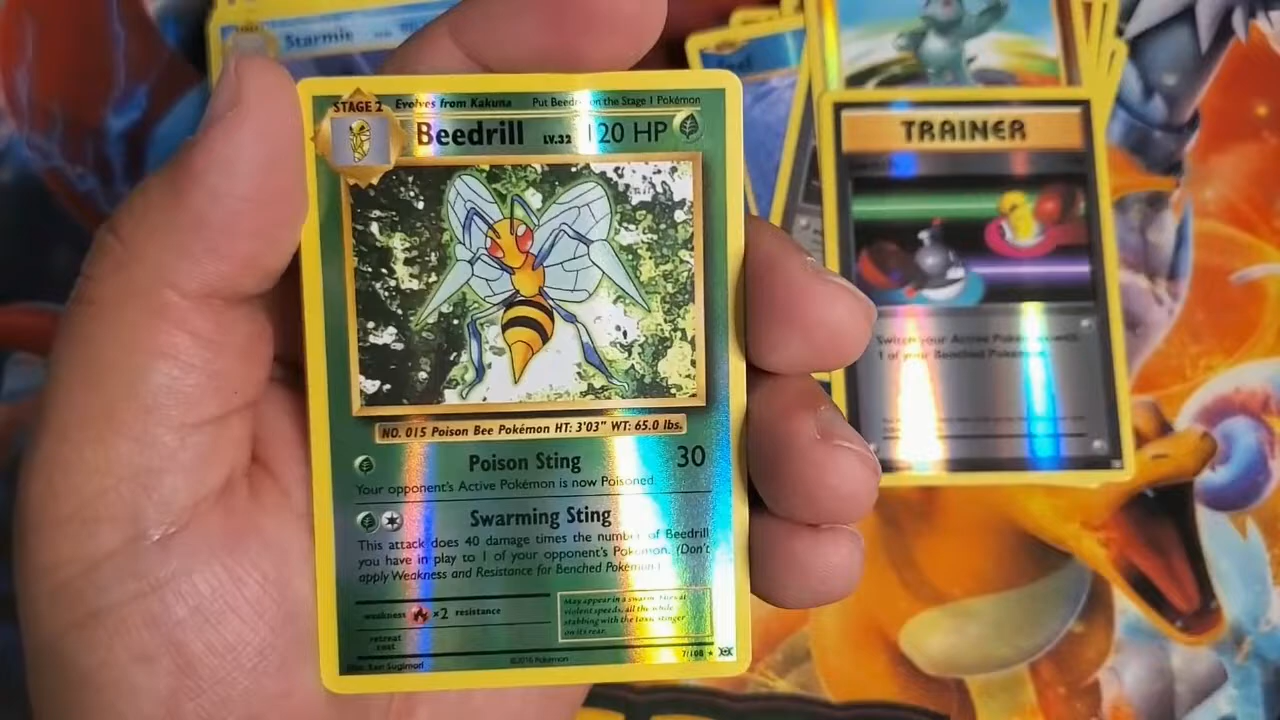 Starmie
STAGE 2 Evolves from Kakuna Put Beedr on the Stage 1 Pokémon
Beedrill LV.32 120 HP
NO. 015 Poison Bee Pokémon HT: 3'03" WT: 65.0 lbs.
Poison Sting 30
Your opponent's Active Pokémon is now Poisoned.
Swarming Sting
This attack does 40 damage times the number of Beedrill
you have in play to 1 of your opponent's Pokémon. (Don't
apply Weakness and Resistance for Benched Pokémon.)
weakness ×2 resistance
retreat
cost
May appear in a swarm. Flies at
violent speeds, all the while
stabbing with the toxic stinger
on its rear.
Illus. Ken Sugimori ©2016 Pokémon 7/108
TRAINER
Switch your Active Pokémon
1 of your Benched Pokémon